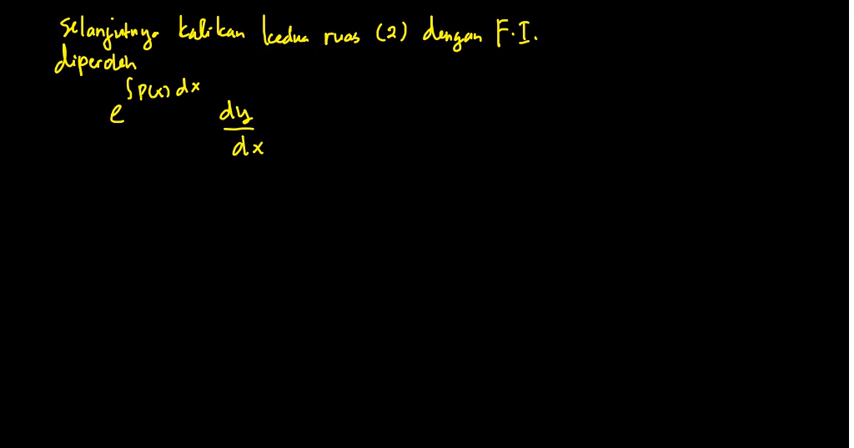 Selanjutnya kalikan kedua ruas (2) dengan F.I.
diperoleh
e^{∫P(x) dx} dy/dx